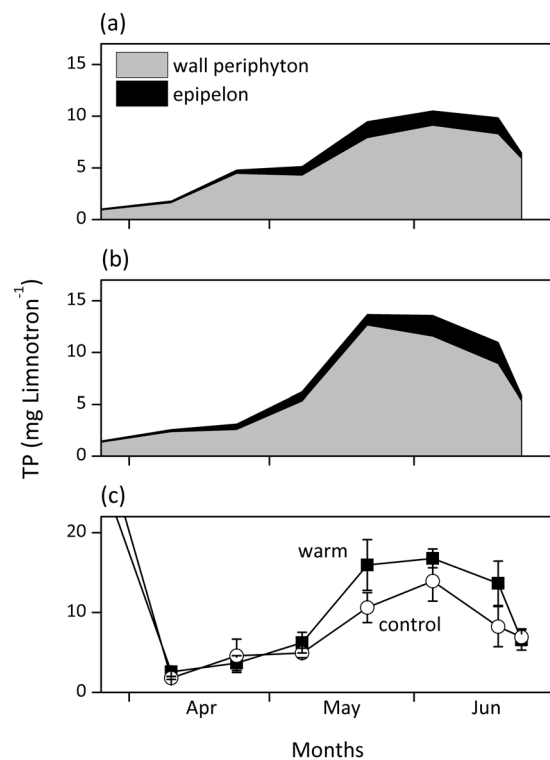 (a)
15
10
5
0
wall periphyton
epipelon
(b)
15
10
5
0
TP (mg Limnotron⁻¹)
(c)
20
10
0
warm
control
Apr
May
Jun
Months